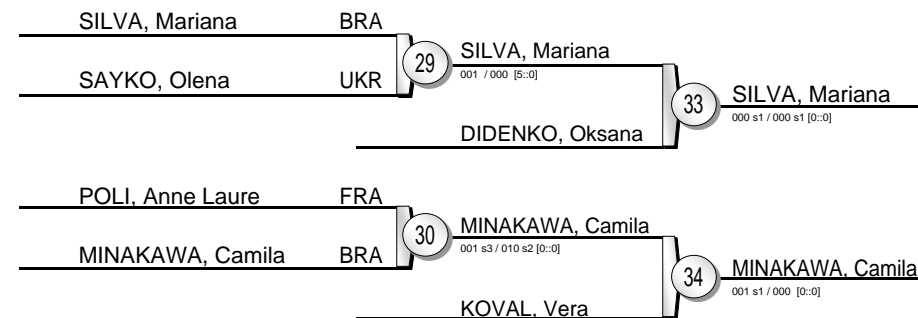 SILVA, Mariana BRA
29
SILVA, Mariana
001 / 000 [5::0]
SAYKO, Olena UKR
33
SILVA, Mariana
000 s1 / 000 s1 [0::0]
DIDENKO, Oksana
POLI, Anne Laure FRA
30
MINAKAWA, Camila
001 s3 / 010 s2 [0::0]
MINAKAWA, Camila BRA
34
MINAKAWA, Camila
001 s1 / 000 [0::0]
KOVAL, Vera